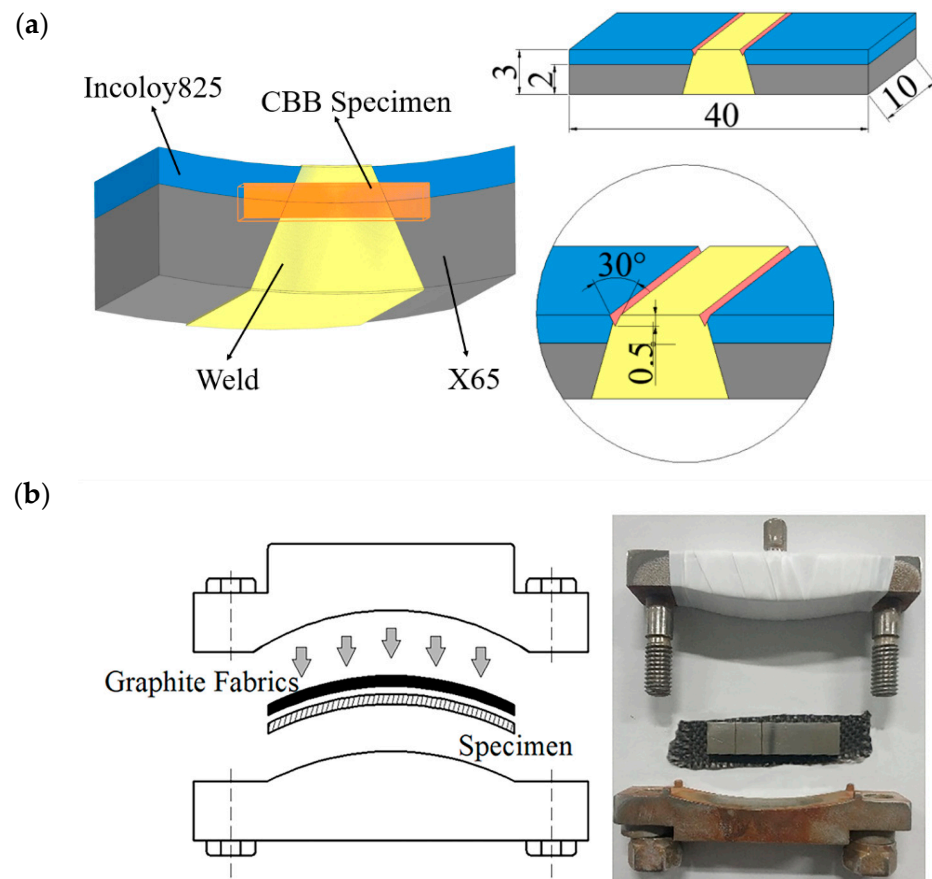 (a)
Incoloy825
CBB Specimen
Weld
X65
3
2
40
10
30°
0.5
(b)
Graphite Fabrics
Specimen